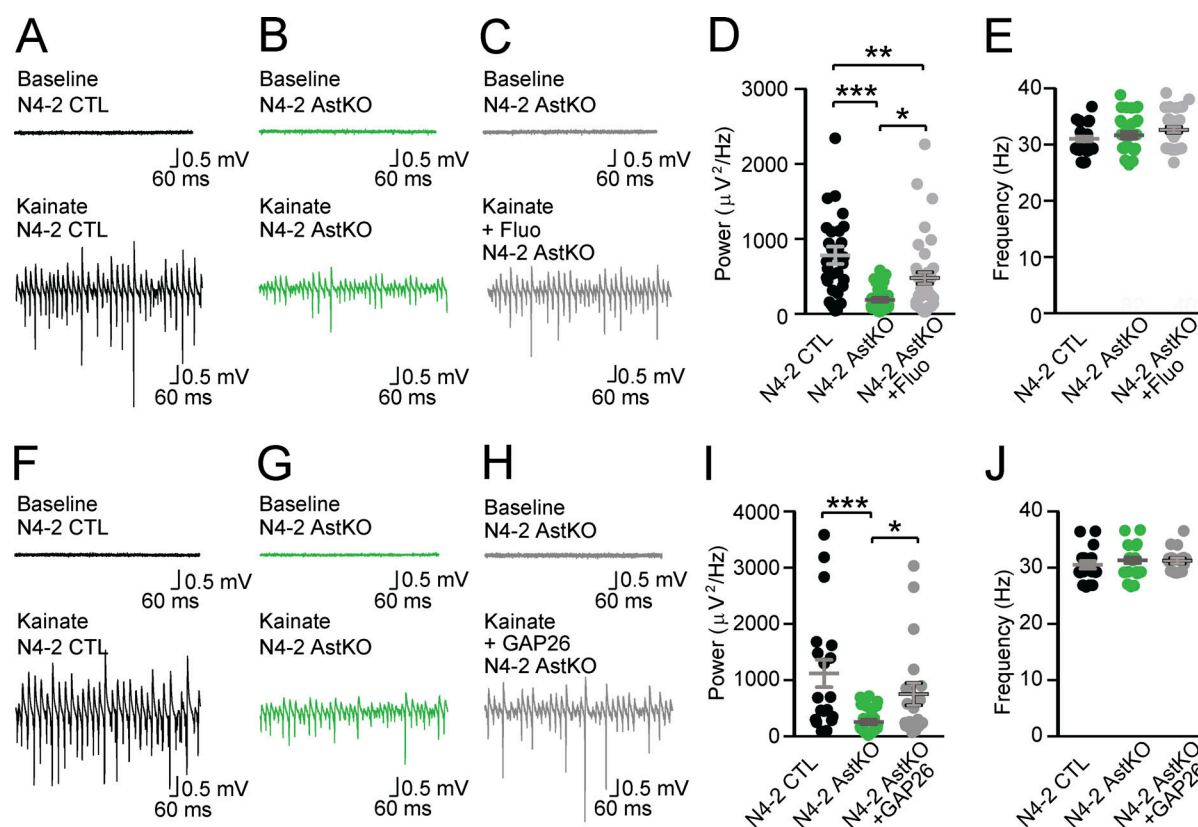 A
Baseline
N4-2 CTL
0.5 mV
60 ms
Kainate
N4-2 CTL
0.5 mV
60 ms
B
Baseline
N4-2 AstKO
0.5 mV
60 ms
Kainate
N4-2 AstKO
0.5 mV
60 ms
C
Baseline
N4-2 AstKO
0.5 mV
60 ms
Kainate
+ Fluo
N4-2 AstKO
0.5 mV
60 ms
D
Power (μV²/Hz)
3000
2000
1000
0
**
***
*
N4-2 CTL
N4-2 AstKO
N4-2 AstKO
+Fluo
E
Frequency (Hz)
40
30
20
10
0
N4-2 CTL
N4-2 AstKO
N4-2 AstKO
+Fluo
F
Baseline
N4-2 CTL
0.5 mV
60 ms
Kainate
N4-2 CTL
0.5 mV
60 ms
G
Baseline
N4-2 AstKO
0.5 mV
60 ms
Kainate
N4-2 AstKO
0.5 mV
60 ms
H
Baseline
N4-2 AstKO
0.5 mV
60 ms
Kainate
+ GAP26
N4-2 AstKO
0.5 mV
60 ms
I
Power (μV²/Hz)
4000
3000
2000
1000
0
***
*
N4-2 CTL
N4-2 AstKO
N4-2 AstKO
+GAP26
J
Frequency (Hz)
40
30
20
10
0
N4-2 CTL
N4-2 AstKO
N4-2 AstKO
+GAP26